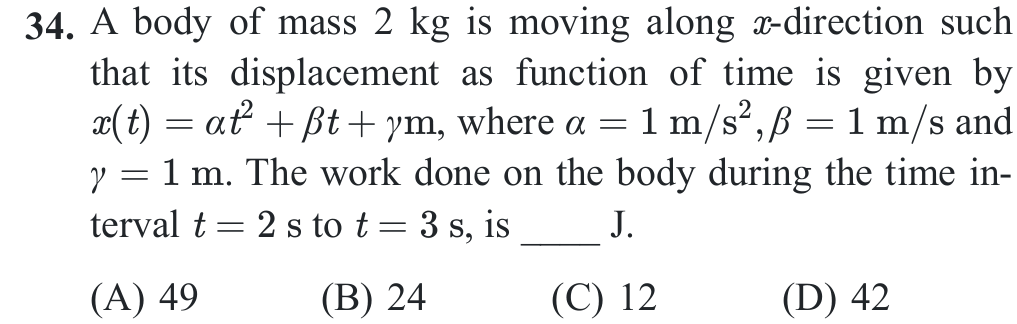 34. A body of mass 2 kg is moving along x-direction such
that its displacement as function of time is given by
x(t) = αt² + βt + γm, where α = 1 m/s², β = 1 m/s and
γ = 1 m. The work done on the body during the time in-
terval t = 2 s to t = 3 s, is ____ J.
(A) 49 (B) 24 (C) 12 (D) 42